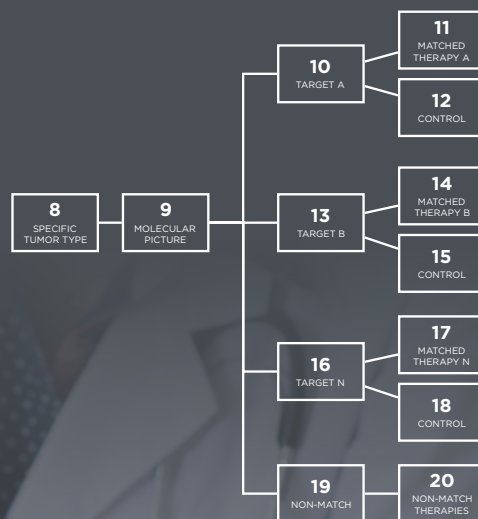 11
MATCHED
THERAPY A
10
TARGET A
12
CONTROL
14
MATCHED
THERAPY B
8
SPECIFIC
TUMOR TYPE
9
MOLECULAR
PICTURE
13
TARGET B
15
CONTROL
17
MATCHED
THERAPY N
16
TARGET N
18
CONTROL
19
NON-MATCH
20
NON-MATCH
THERAPIES